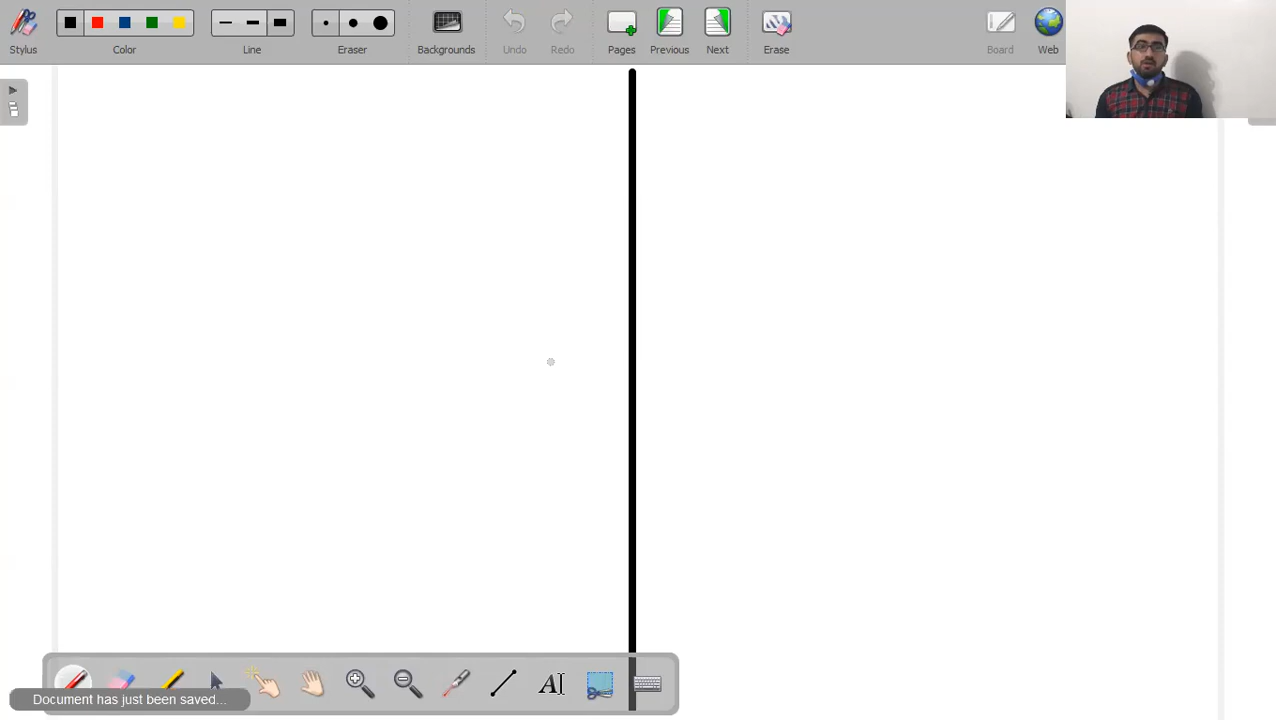 Stylus
Color
Line
Eraser
Backgrounds
Undo
Redo
Pages
Previous
Next
Erase
Board
Web
A
Document has just been saved...